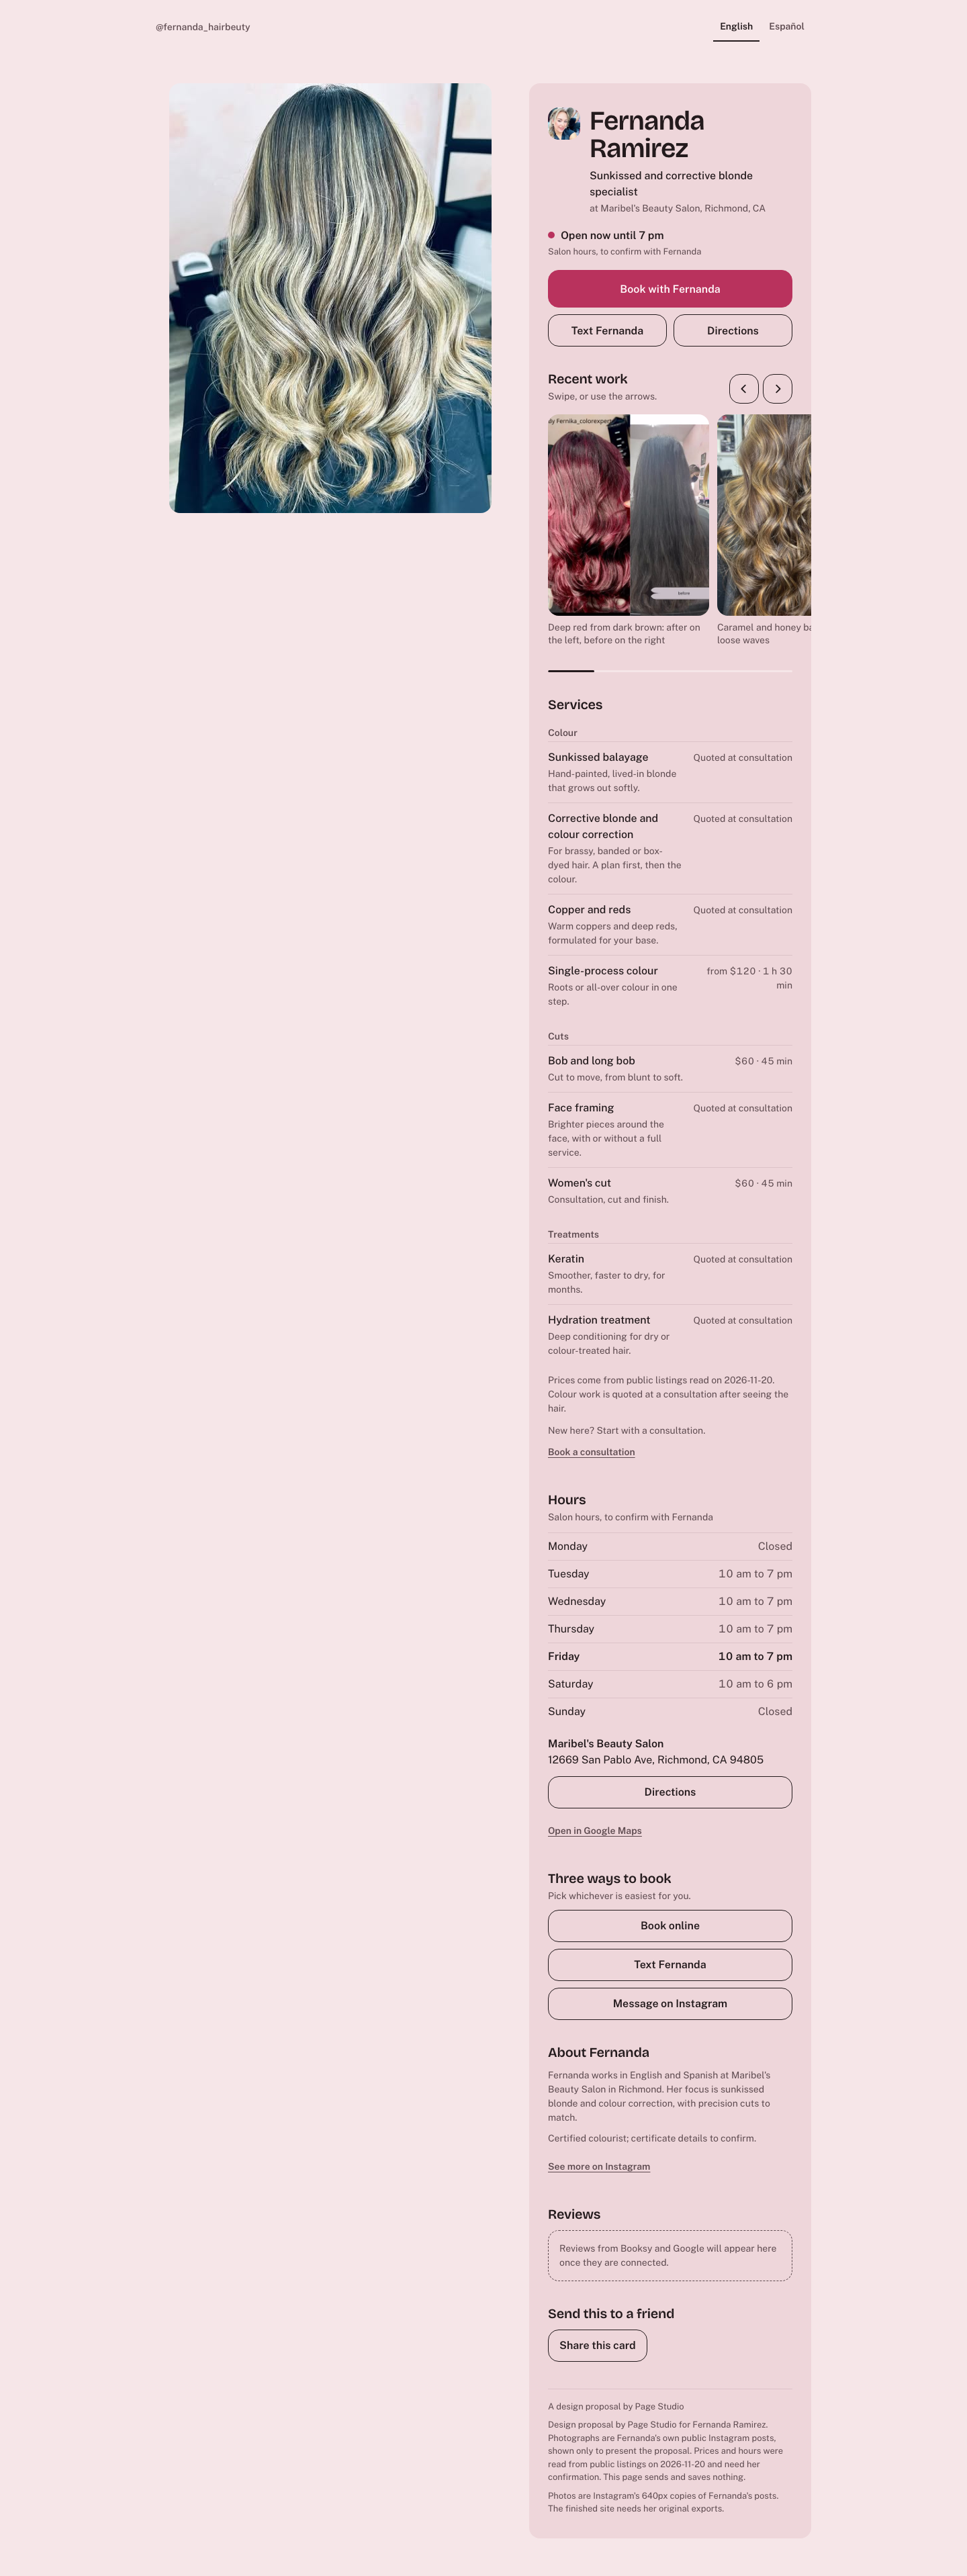 @fernanda_hairbeuty
English
Español
Fernanda
Ramirez
Sunkissed and corrective blonde
specialist
at Maribel's Beauty Salon, Richmond, CA
Open now until 7 pm
Salon hours, to confirm with Fernanda
Book with Fernanda
Text Fernanda
Directions
Recent work
Swipe, or use the arrows.
by Fernika_colorexpert
before
Deep red from dark brown: after on
the left, before on the right
Caramel and honey ba
loose waves
Services
Colour
Sunkissed balayage
Quoted at consultation
Hand-painted, lived-in blonde
that grows out softly.
Corrective blonde and
colour correction
Quoted at consultation
For brassy, banded or box-
dyed hair. A plan first, then the
colour.
Copper and reds
Quoted at consultation
Warm coppers and deep reds,
formulated for your base.
Single-process colour
from $120 · 1 h 30
min
Roots or all-over colour in one
step.
Cuts
Bob and long bob
$60 · 45 min
Cut to move, from blunt to soft.
Face framing
Quoted at consultation
Brighter pieces around the
face, with or without a full
service.
Women's cut
$60 · 45 min
Consultation, cut and finish.
Treatments
Keratin
Quoted at consultation
Smoother, faster to dry, for
months.
Hydration treatment
Quoted at consultation
Deep conditioning for dry or
colour-treated hair.
Prices come from public listings read on 2026-11-20.
Colour work is quoted at a consultation after seeing the
hair.
New here? Start with a consultation.
Book a consultation
Hours
Salon hours, to confirm with Fernanda
Monday
Closed
Tuesday
10 am to 7 pm
Wednesday
10 am to 7 pm
Thursday
10 am to 7 pm
Friday
10 am to 7 pm
Saturday
10 am to 6 pm
Sunday
Closed
Maribel's Beauty Salon
12669 San Pablo Ave, Richmond, CA 94805
Directions
Open in Google Maps
Three ways to book
Pick whichever is easiest for you.
Book online
Text Fernanda
Message on Instagram
About Fernanda
Fernanda works in English and Spanish at Maribel's
Beauty Salon in Richmond. Her focus is sunkissed
blonde and colour correction, with precision cuts to
match.
Certified colourist; certificate details to confirm.
See more on Instagram
Reviews
Reviews from Booksy and Google will appear here
once they are connected.
Send this to a friend
Share this card
A design proposal by Page Studio
Design proposal by Page Studio for Fernanda Ramirez.
Photographs are Fernanda's own public Instagram posts,
shown only to present the proposal. Prices and hours were
read from public listings on 2026-11-20 and need her
confirmation. This page sends and saves nothing.
Photos are Instagram's 640px copies of Fernanda's posts.
The finished site needs her original exports.